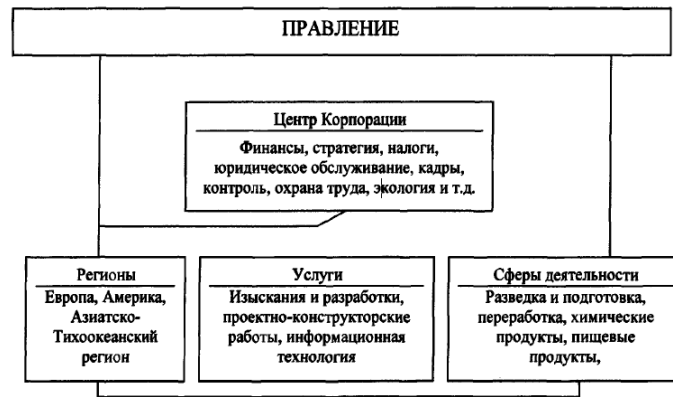 ПРАВЛЕНИЕ
Центр Корпорации
Финансы, стратегия, налоги,
юридическое обслуживание, кадры,
контроль, охрана труда, экология и т.д.
Регионы
Европа, Америка,
Азиатско-
Тихоокеанский
регион
Услуги
Изыскания и разработки,
проектно-конструкторские
работы, информационная
технология
Сферы деятельности
Разведка и подготовка,
переработка, химические
продукты, пищевые
продукты,